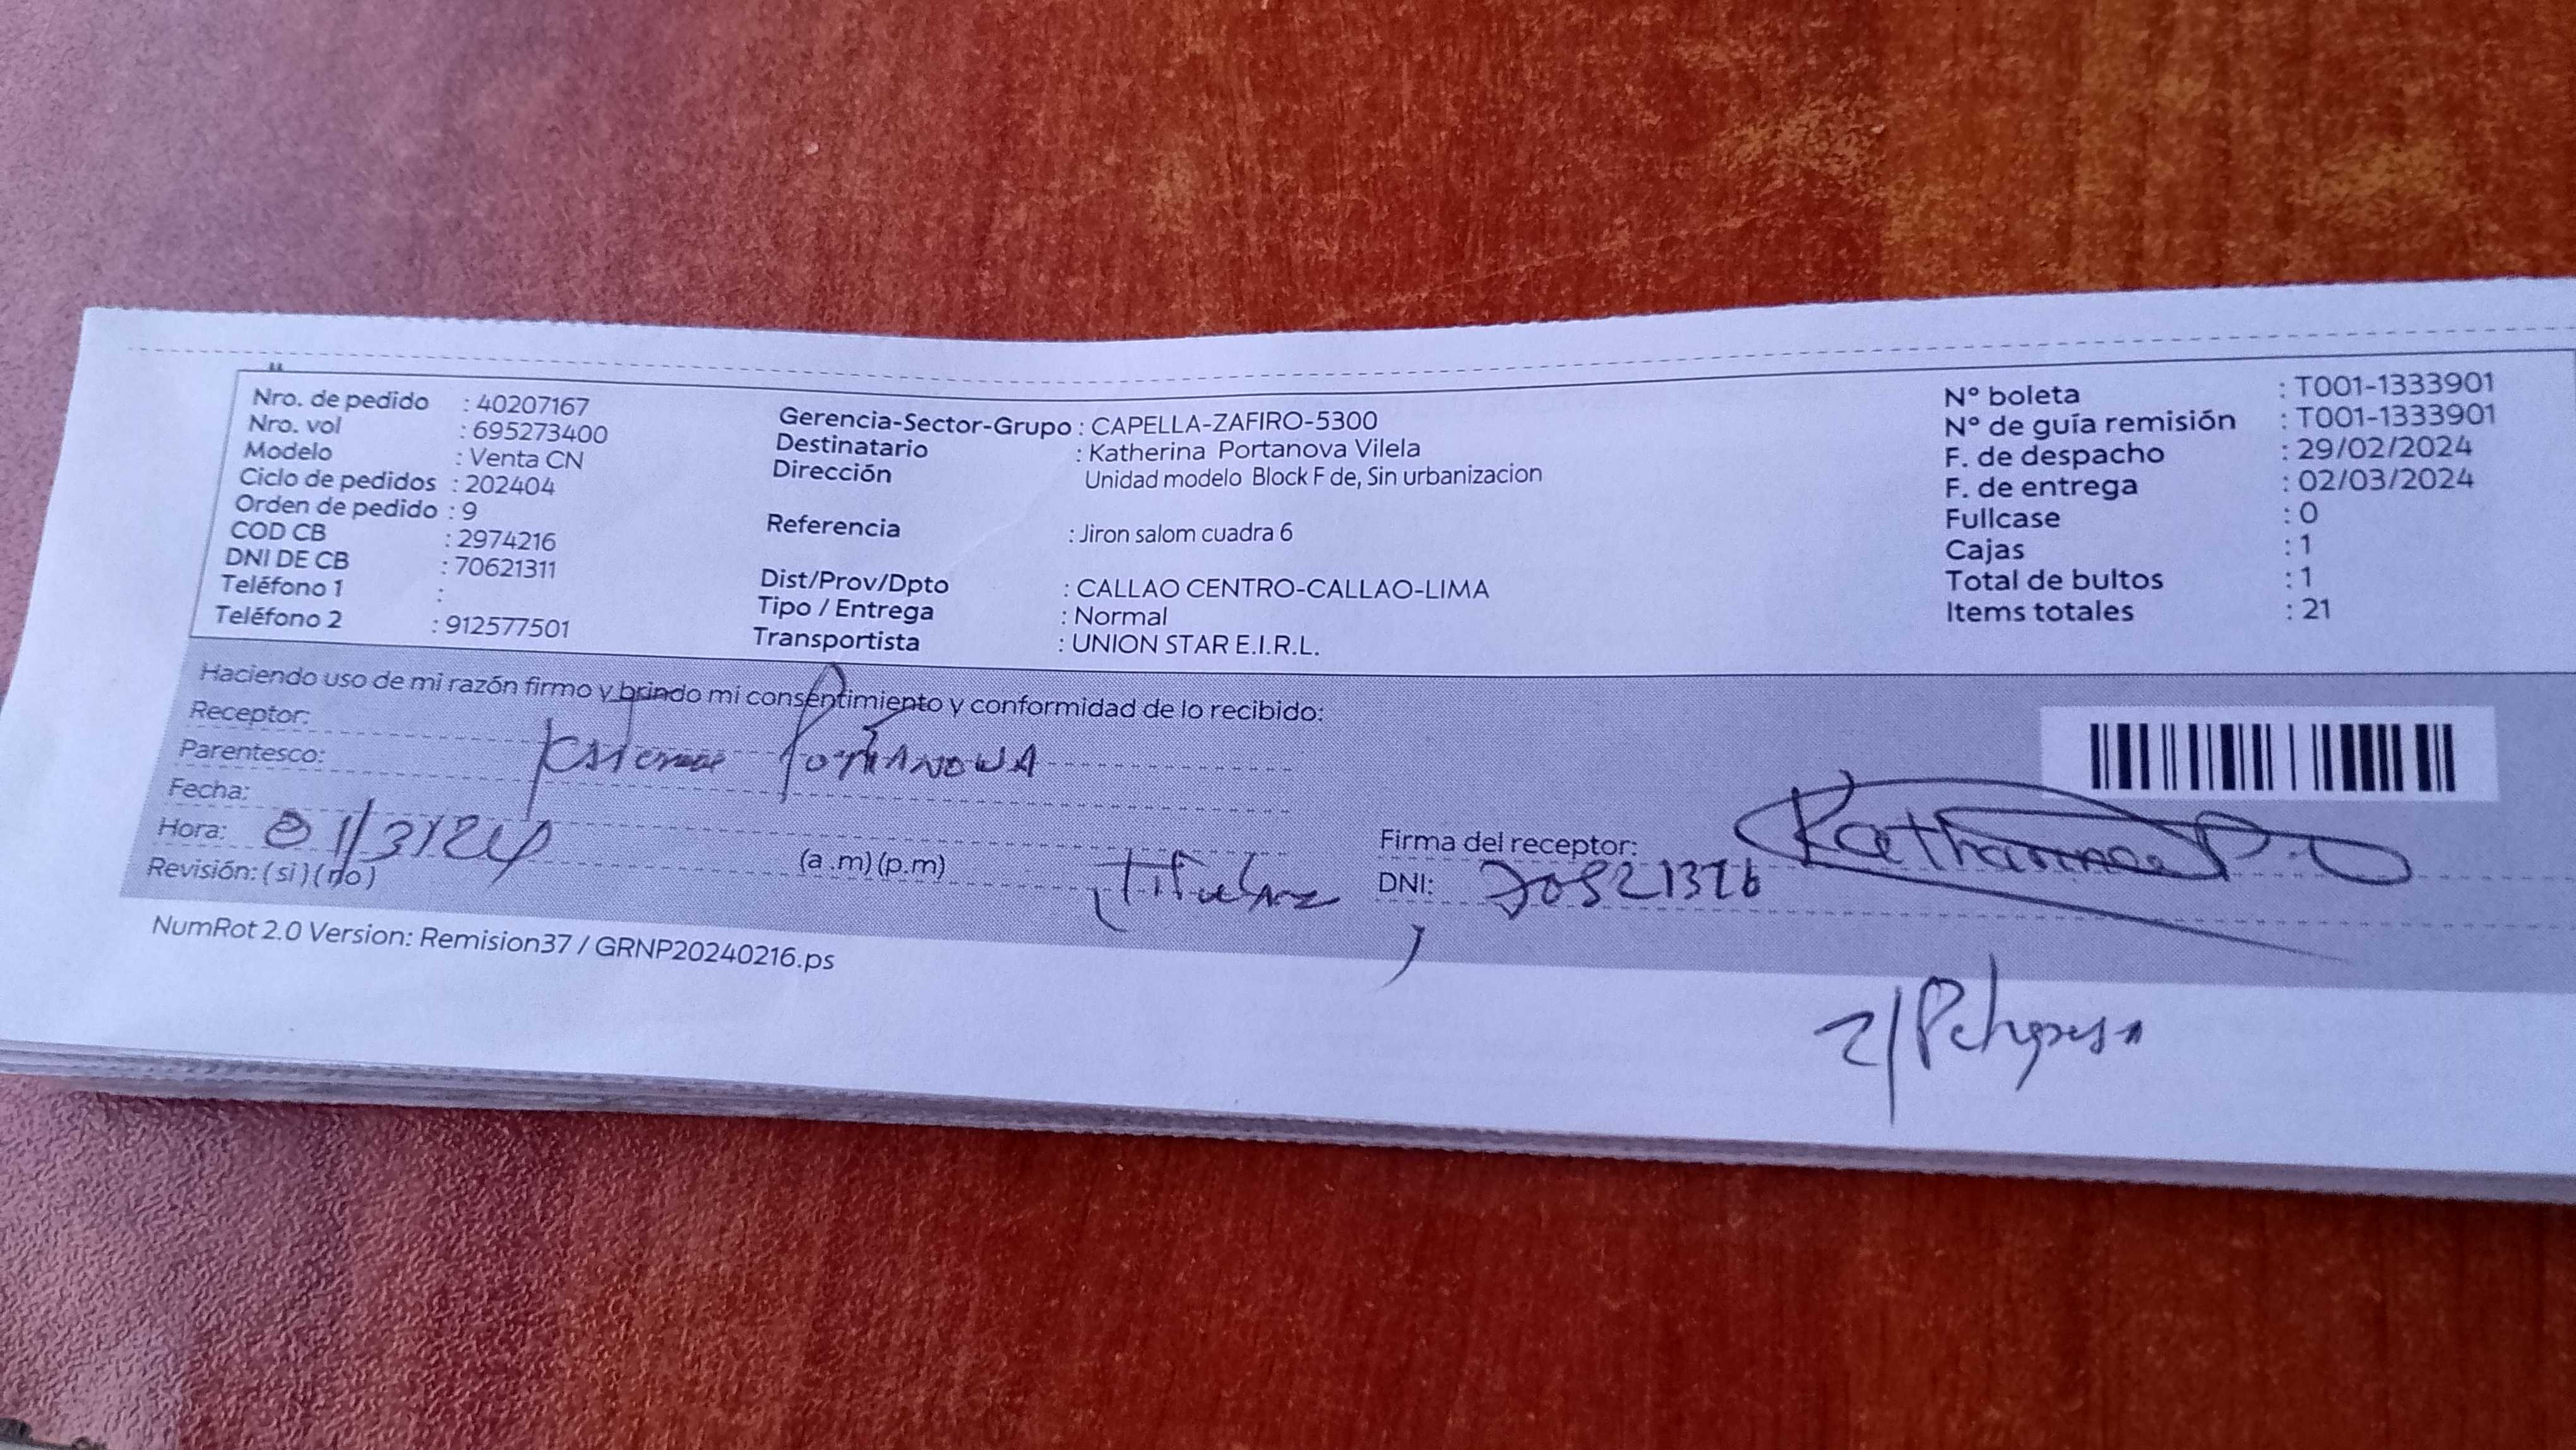 Nro. de pedido : 40207167
Nro. vol : 695273400
Modelo : Venta CN
Ciclo de pedidos : 202404
Orden de pedido : 9
COD CB : 2974216
DNI DE CB : 70621311
Teléfono 1 :
Teléfono 2 : 912577501
Gerencia-Sector-Grupo : CAPELLA-ZAFIRO-5300
Destinatario : Katherina Portanova Vilela
Dirección Unidad modelo Block F de, Sin urbanizacion
Referencia : Jiron salom cuadra 6
Dist/Prov/Dpto : CALLAO CENTRO-CALLAO-LIMA
Tipo / Entrega : Normal
Transportista : UNION STAR E.I.R.L.
N° boleta : T001-1333901
N° de guía remisión : T001-1333901
F. de despacho : 29/02/2024
F. de entrega : 02/03/2024
Fullcase : 0
Cajas : 1
Total de bultos : 1
Items totales : 21
Haciendo uso de mi razón firmo y brindo mi consentimiento y conformidad de lo recibido:
Receptor:
Parentesco: PortANOVA
Fecha:
Hora: 01/3/24 (a .m) (p.m)
Revisión: ( si ) ( no )
Titular
Firma del receptor: Katharina P.
DNI:
NumRot 2.0 Version: Remision37 / GRNP20240216.ps